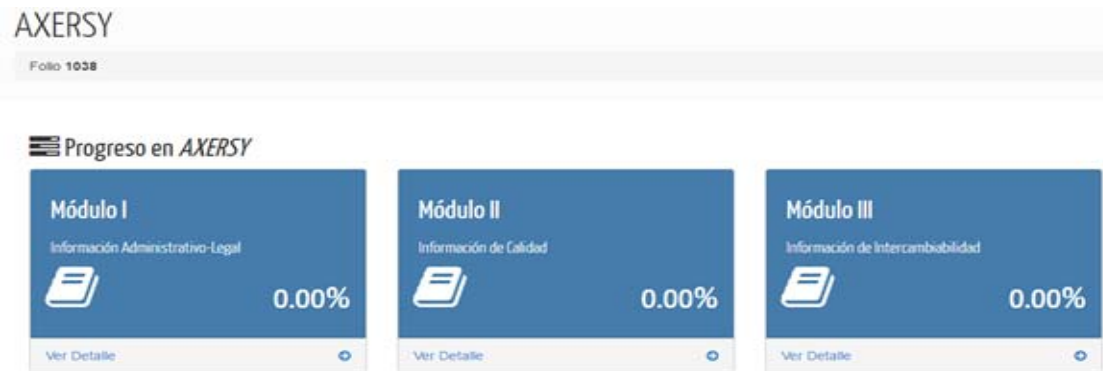 AXERSY
Folio 1038
Progreso en AXERSY
Módulo I
Información Administrativo-Legal
0.00%
Ver Detalle
Módulo II
Información de Calidad
0.00%
Ver Detalle
Módulo III
Información de Intercambiabilidad
0.00%
Ver Detalle